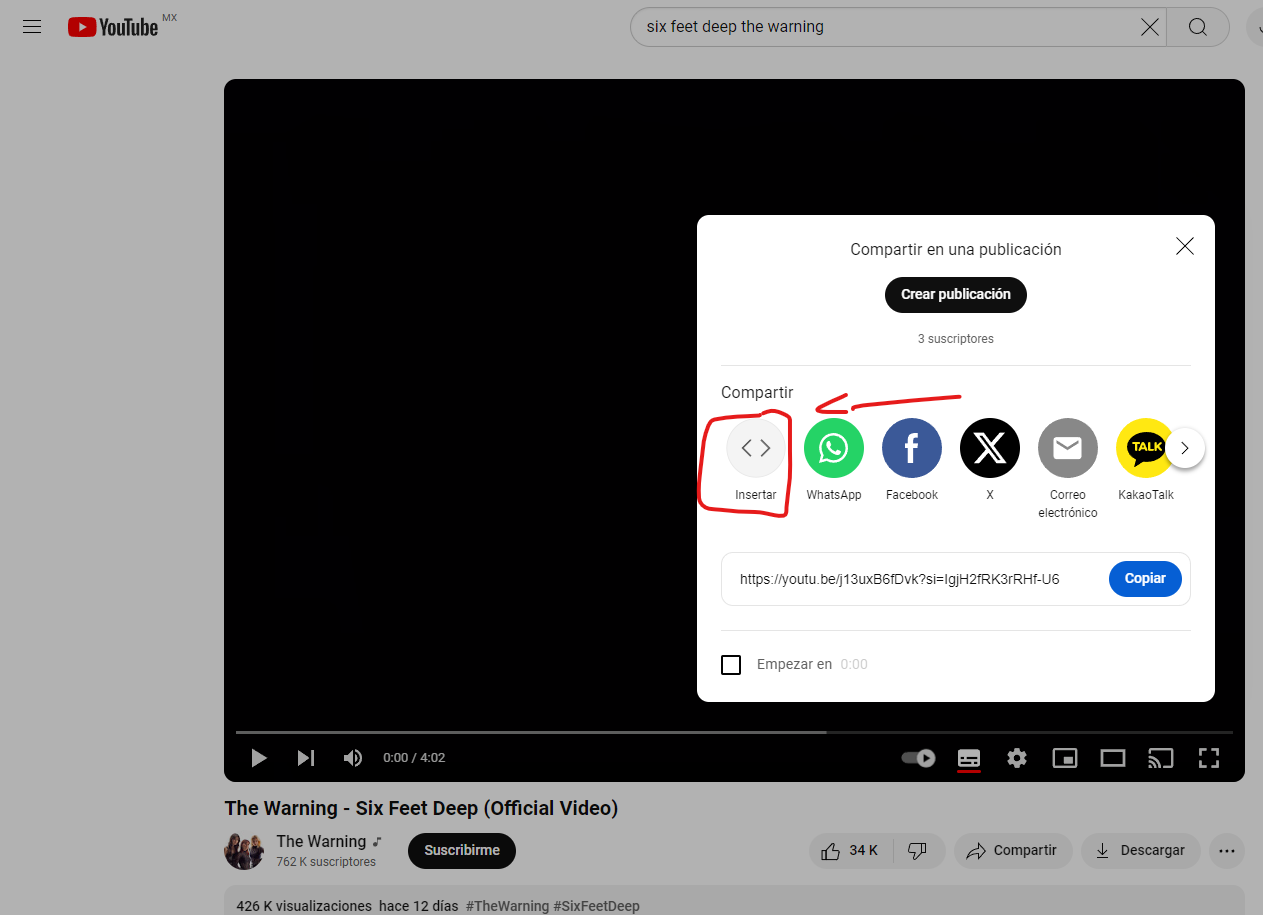 YouTube MX
six feet deep the warning
Compartir en una publicación
Crear publicación
3 suscriptores
Compartir
Insertar
WhatsApp
Facebook
X
Correo electrónico
TALK
KakaoTalk
https://youtu.be/j13uxB6fDvk?si=IgjH2fRK3rRHf-U6
Copiar
Empezar en 0:00
0:00 / 4:02
The Warning - Six Feet Deep (Official Video)
The Warning
762 K suscriptores
Suscribirme
34 K
Compartir
Descargar
426 K visualizaciones hace 12 días #TheWarning #SixFeetDeep